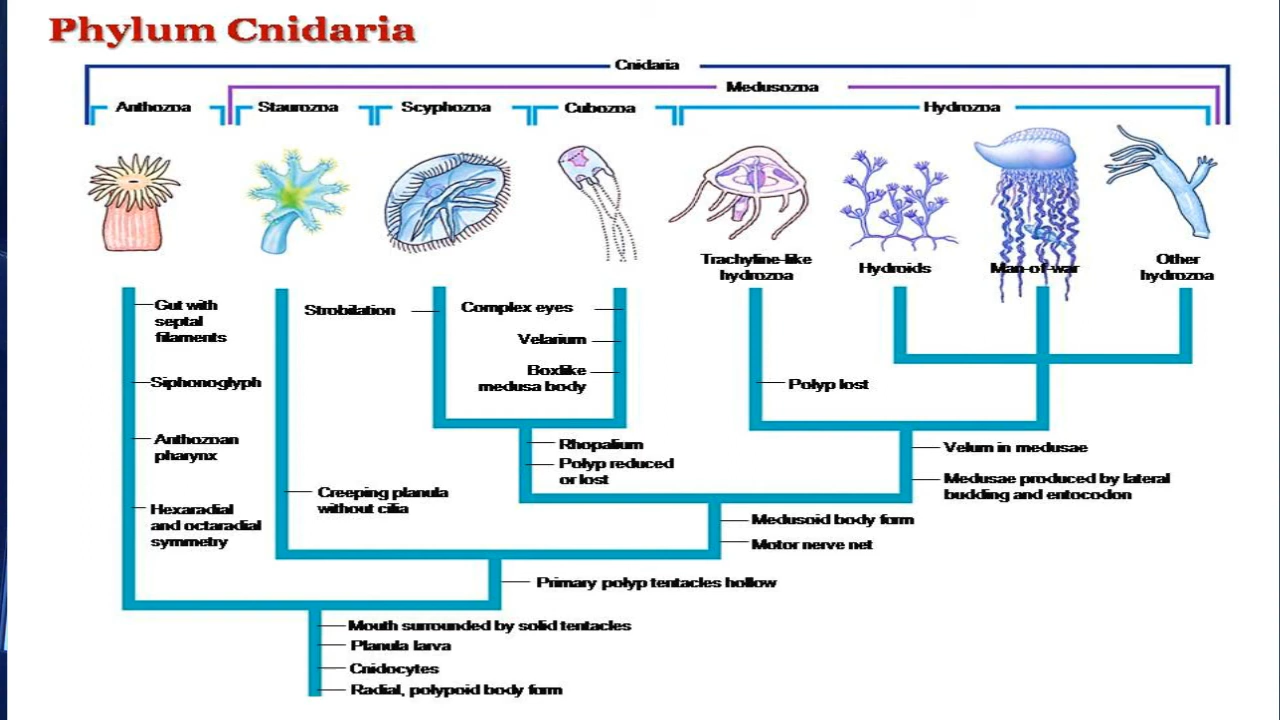 Phylum Cnidaria
Cnidaria
Medusozoa
Anthozoa
Staurozoa
Scyphozoa
Cubozoa
Hydrozoa
Trachyline-like
hydrozoa
Hydroids
Man-of-war
Other
hydrozoa
Gut with
septal
filaments
Siphonoglyph
Anthozoan
pharynx
Hexaradial
and octaradial
symmetry
Strobilation
Complex eyes
Velarium
Boxlike
medusa body
Polyp lost
Rhopalium
Polyp reduced
or lost
Velum in medusae
Medusae produced by lateral
budding and entocodon
Creeping planula
without cilia
Medusoid body form
Motor nerve net
Primary polyp tentacles hollow
Mouth surrounded by solid tentacles
Planula larva
Cnidocytes
Radial, polypoid body form